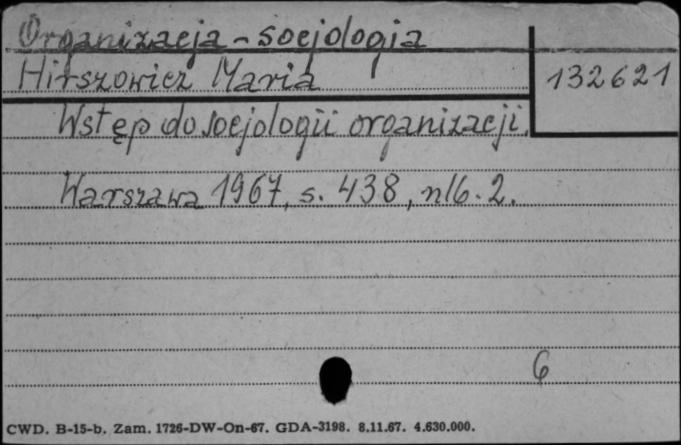 Organizacja - socjologia
Hirszowicz Maria
132621
Wstęp do socjologii organizacji.
Warszawa 1967, s. 438, nlb. 2.
6
CWD. B-15-b. Zam. 1726-DW-On-67. GDA-3198. 8.11.67. 4.630.000.